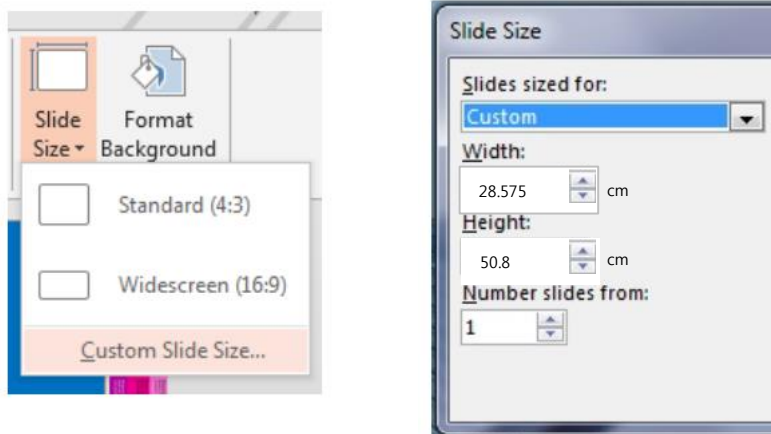 Slide
Size
Format
Background
Standard (4:3)
Widescreen (16:9)
Custom Slide Size...
Slide Size
Slides sized for:
Custom
Width:
28.575 cm
Height:
50.8 cm
Number slides from:
1